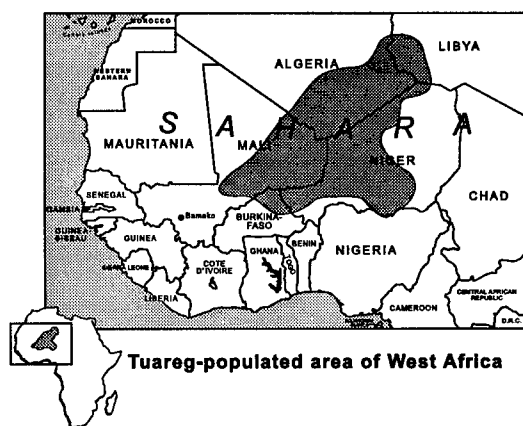 MOROCCO
LIBYA
ALGERIA
WESTERN
SAHARA
S A H A R A
MAURITANIA
MALI
NIGER
CHAD
SENEGAL
GAMBIA
Bamako
BURKINA-
FASO
GUINEA-
BISSAU
GUINEA
BENIN
NIGERIA
GHANA
TOGO
COTE
D'IVOIRE
SIERRA LEONE
LIBERIA
CENTRAL AFRICAN
REPUBLIC
CAMEROON
D.R.C.
Tuareg-populated area of West Africa